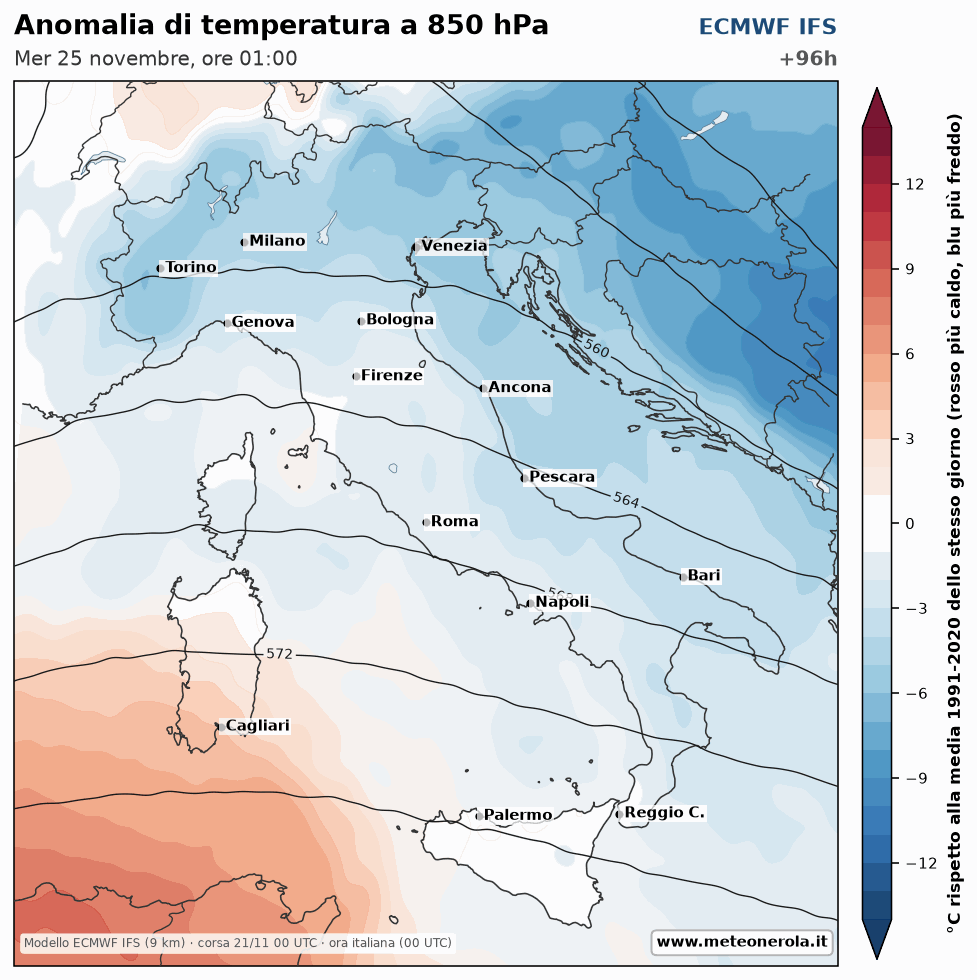 Anomalia di temperatura a 850 hPa
ECMWF IFS
Mer 25 novembre, ore 01:00
+96h
Milano
Venezia
Torino
Genova
Bologna
560
Firenze
Ancona
Pescara
564
Roma
Bari
Napoli
572
Cagliari
Palermo
Reggio C.
Modello ECMWF IFS (9 km) · corsa 21/11 00 UTC · ora italiana (00 UTC)
www.meteonerola.it
12
9
6
3
0
−3
−6
−9
−12
°C rispetto alla media 1991-2020 dello stesso giorno (rosso più caldo, blu più freddo)